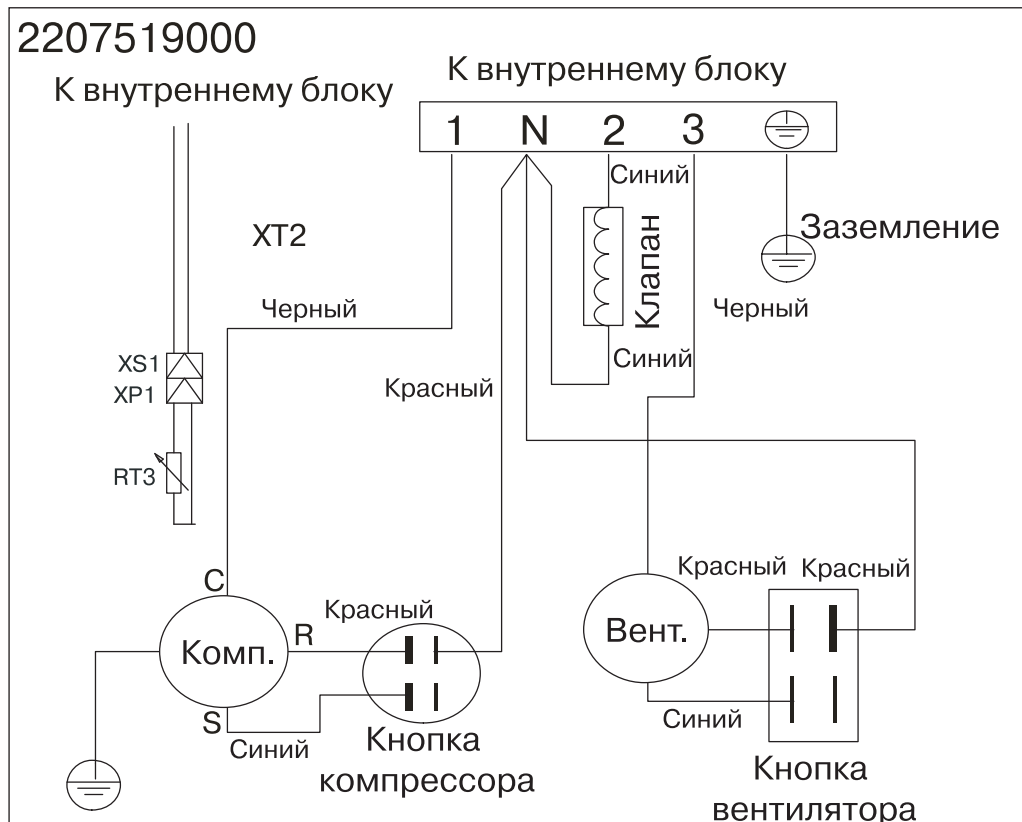 2207519000
К внутреннему блоку
К внутреннему блоку
1 N 2 3
Синий
XT2
Клапан
Заземление
Черный
Черный
XS1
Синий
Красный
XP1
RT3
C
Красный
Красный
Красный
R
Комп.
Вент.
S
Синий
Синий
Кнопка
компрессора
Кнопка
вентилятора